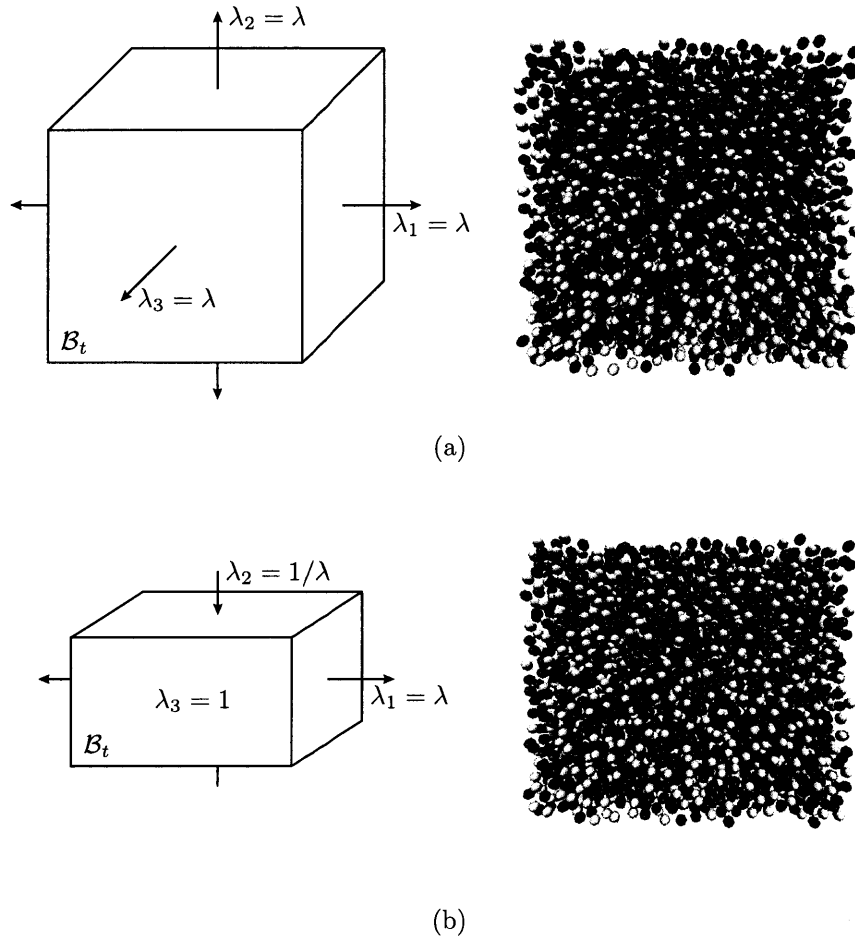 λ₂ = λ
λ₁ = λ
λ₃ = λ
ℬₜ
(a)
λ₂ = 1/λ
λ₃ = 1
λ₁ = λ
ℬₜ
(b)